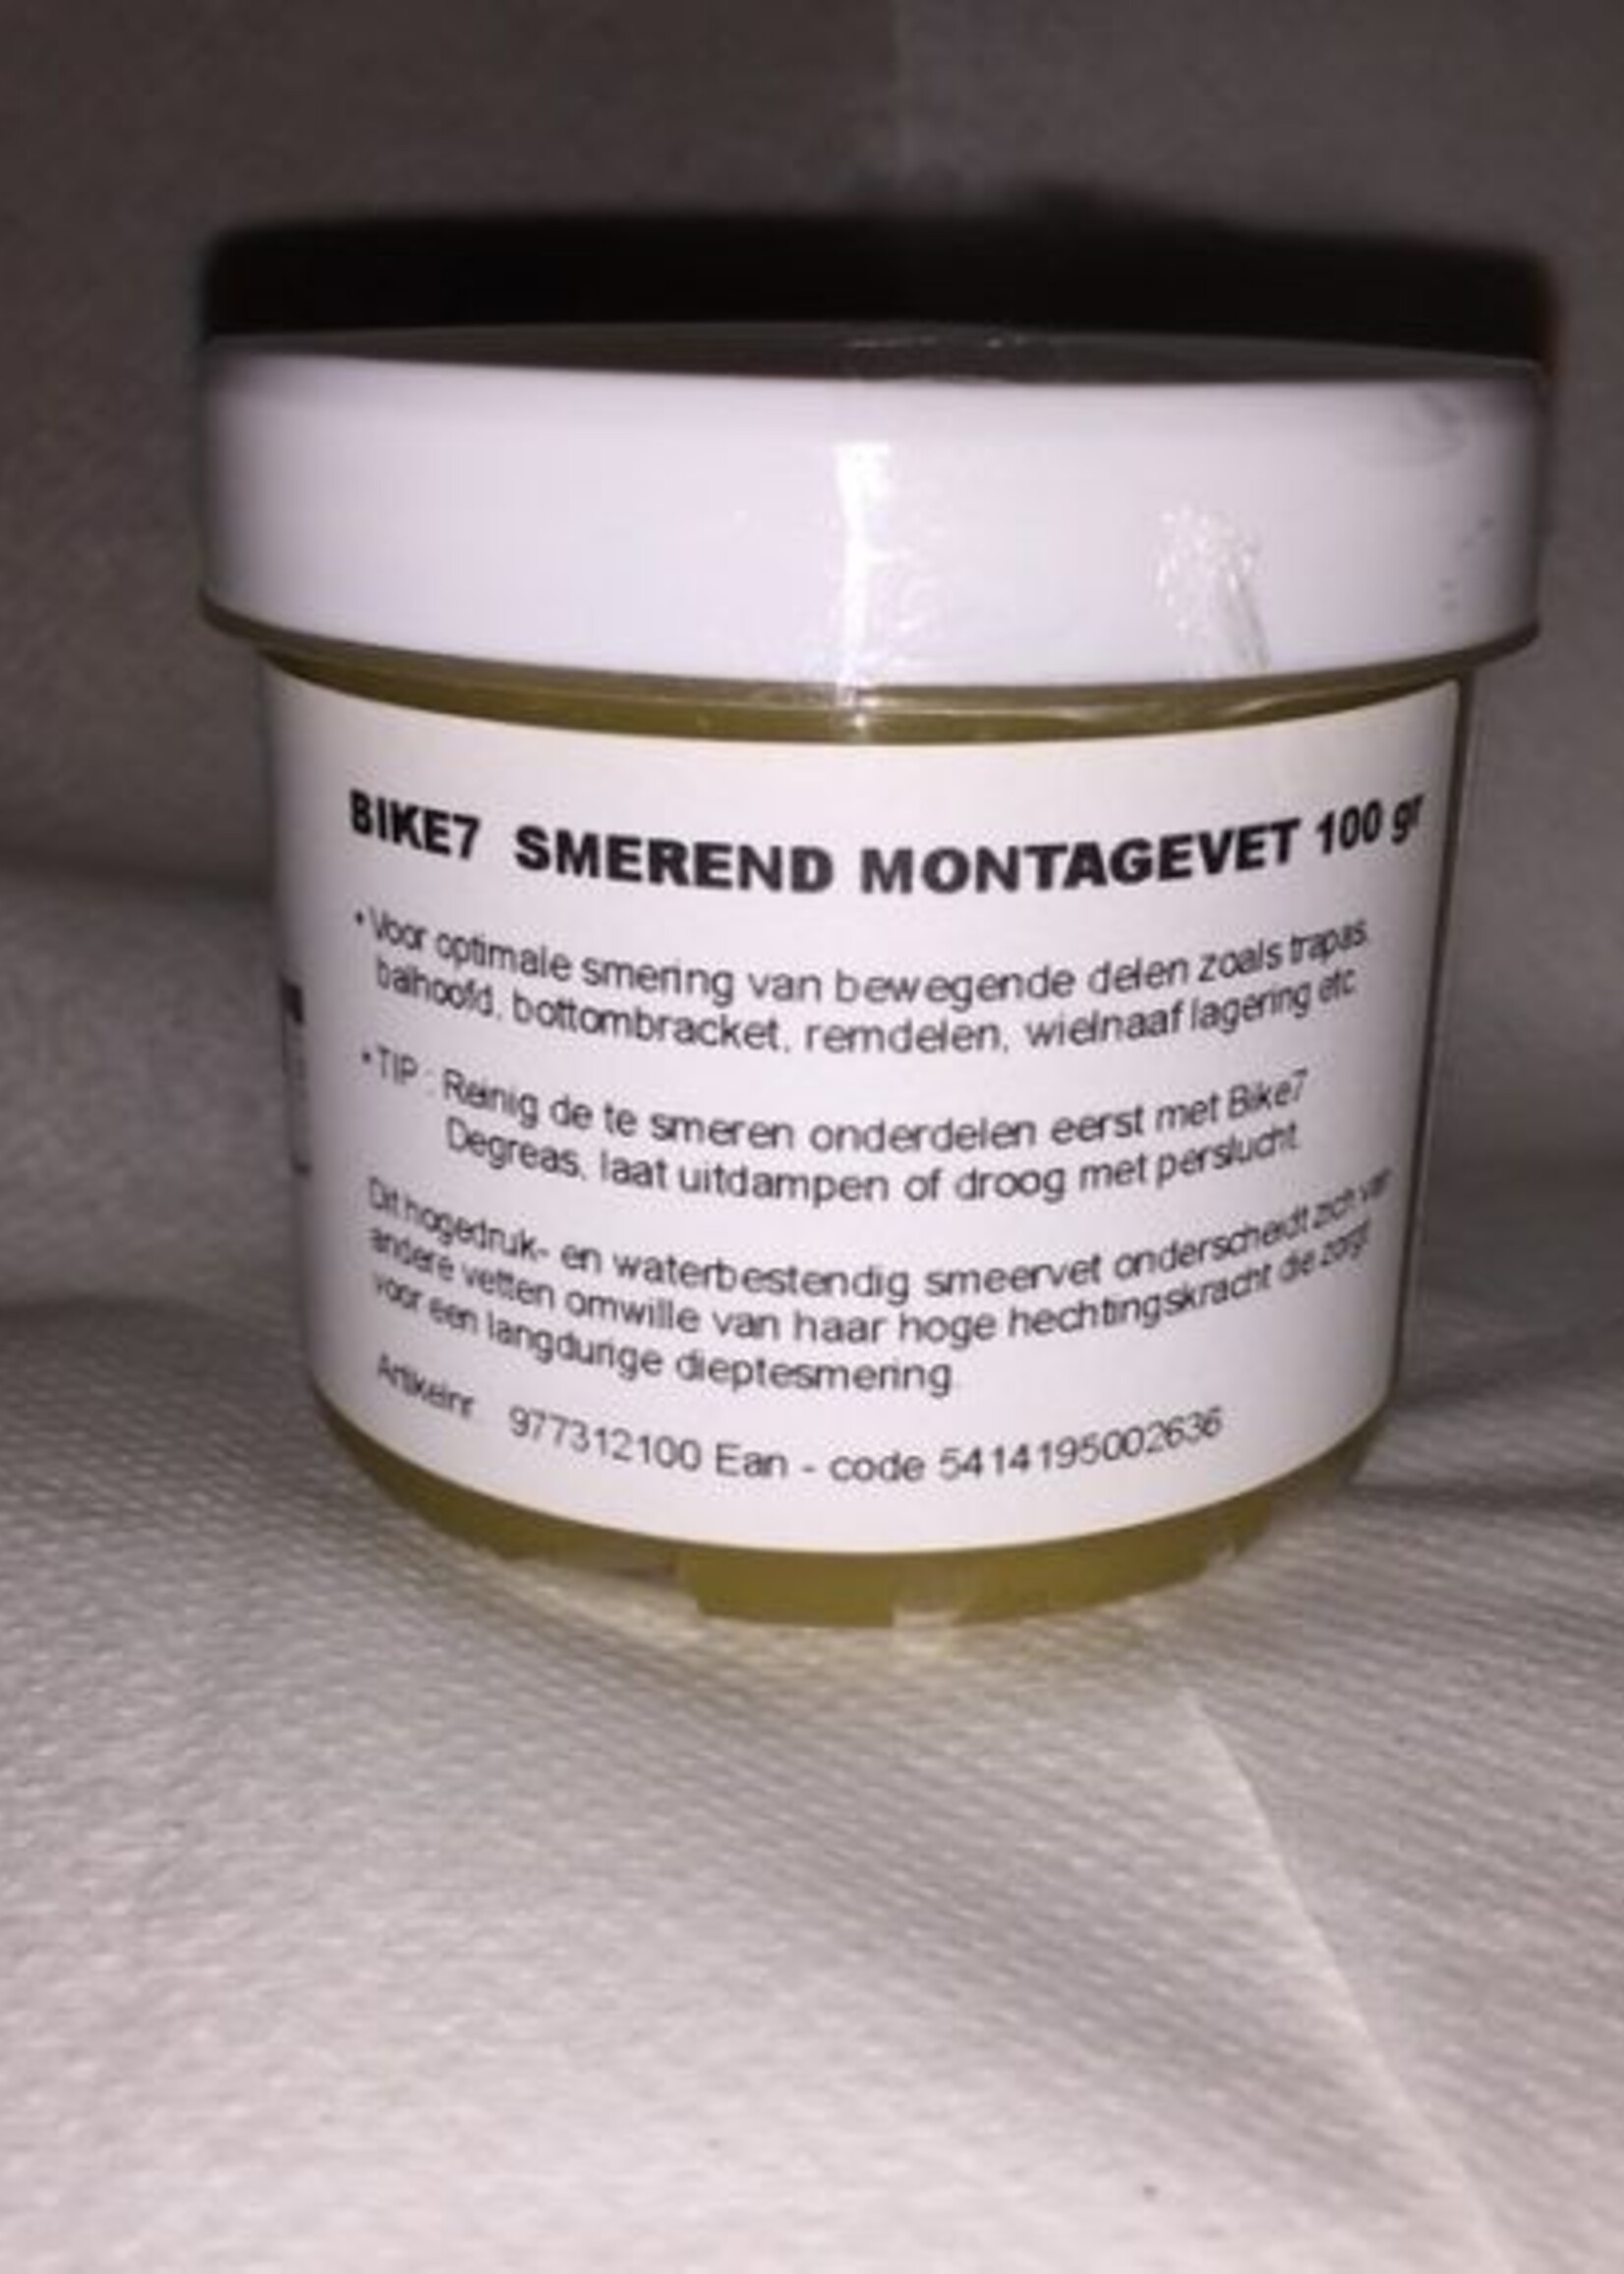 BIKE7 SMEREND MONTAGEVET 100 gr
• Voor optimale smering van bewegende delen zoals trapas,
balhoofd, bottombracket, remdelen, wielnaaf lagering etc
• TIP : Reinig de te smeren onderdelen eerst met Bike7
Degreas, laat uitdampen of droog met perslucht.
Dit hogedruk- en waterbestendig smeervet onderscheidt zich van
andere vetten omwille van haar hoge hechtingskracht die zorgt
voor een langdurige dieptesmering.
Artikelnr 977312100 Ean - code 5414195002636